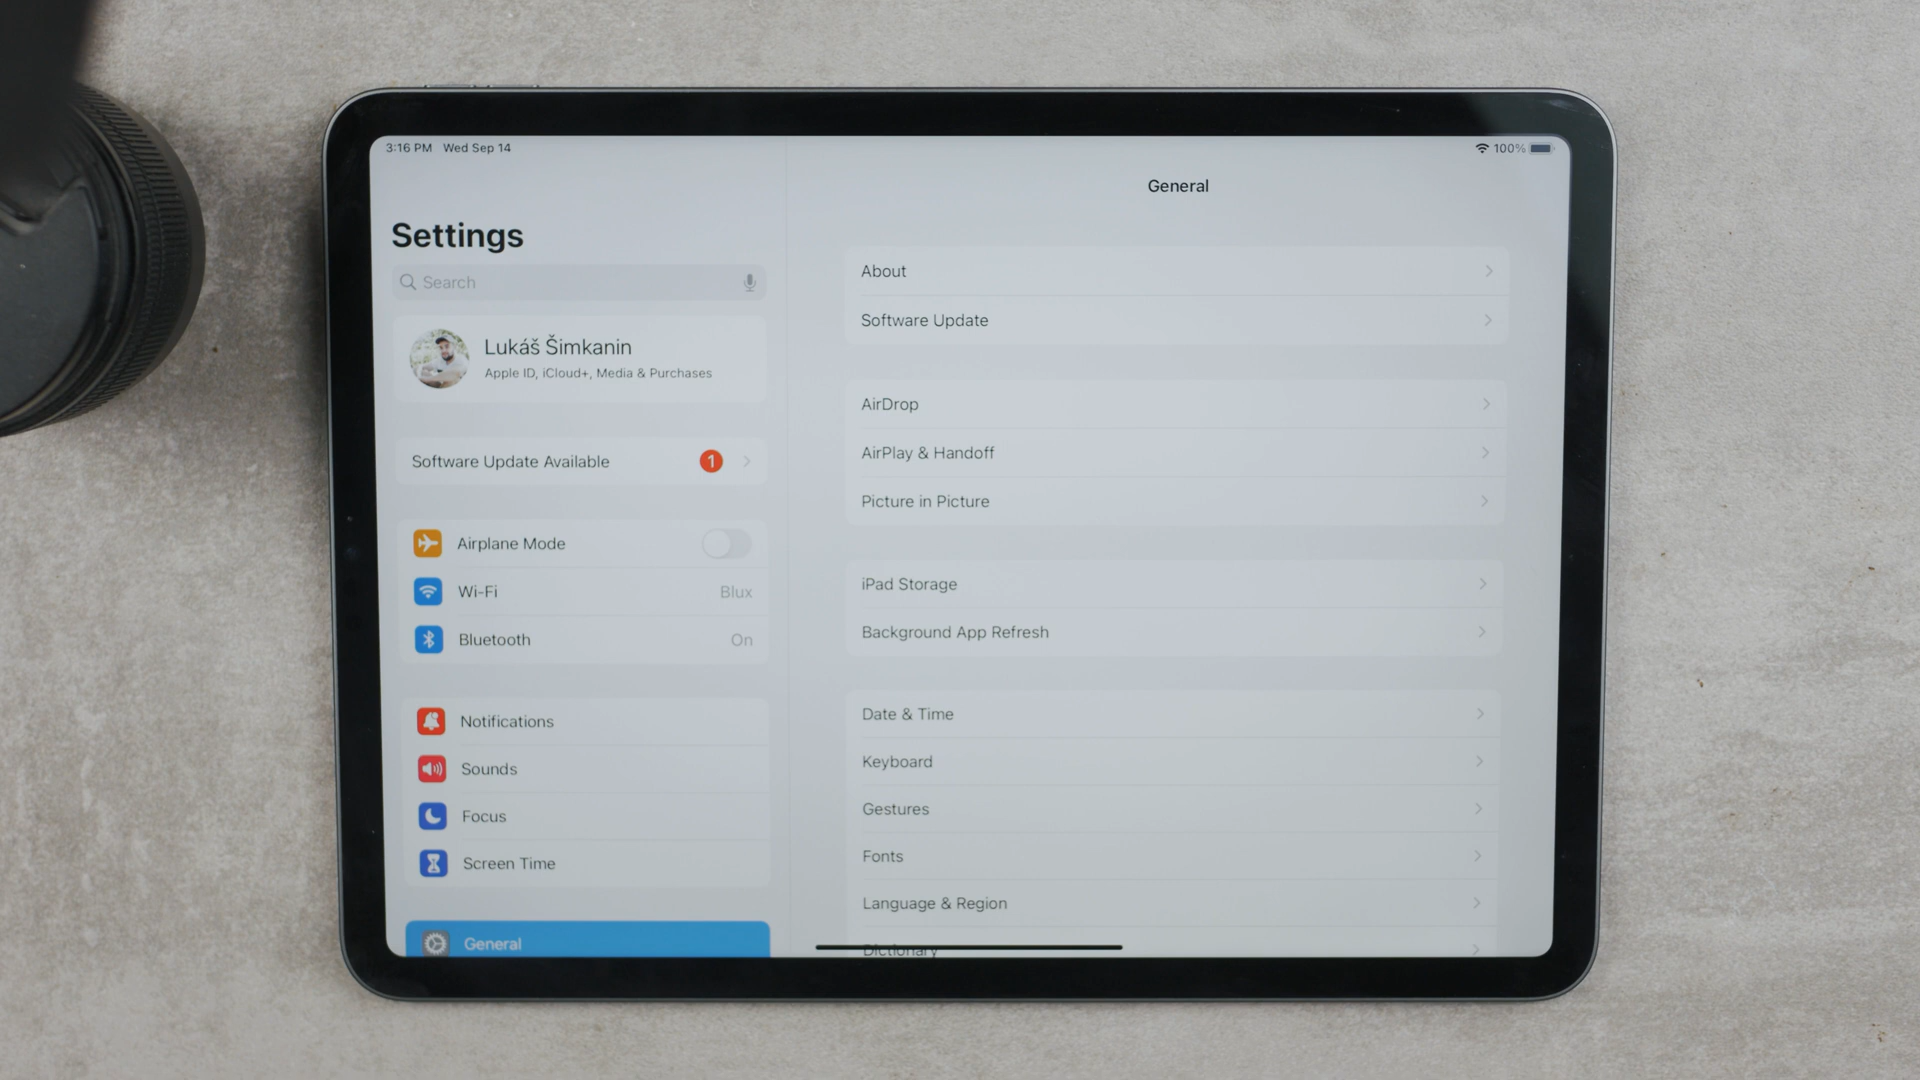 3:16 PM Wed Sep 14
100%
Settings
Search
Lukáš Šimkanin
Apple ID, iCloud+, Media & Purchases
Software Update Available 1
Airplane Mode
Wi-Fi Blux
Bluetooth On
Notifications
Sounds
Focus
Screen Time
General
General
About
Software Update
AirDrop
AirPlay & Handoff
Picture in Picture
iPad Storage
Background App Refresh
Date & Time
Keyboard
Gestures
Fonts
Language & Region
Dictionary